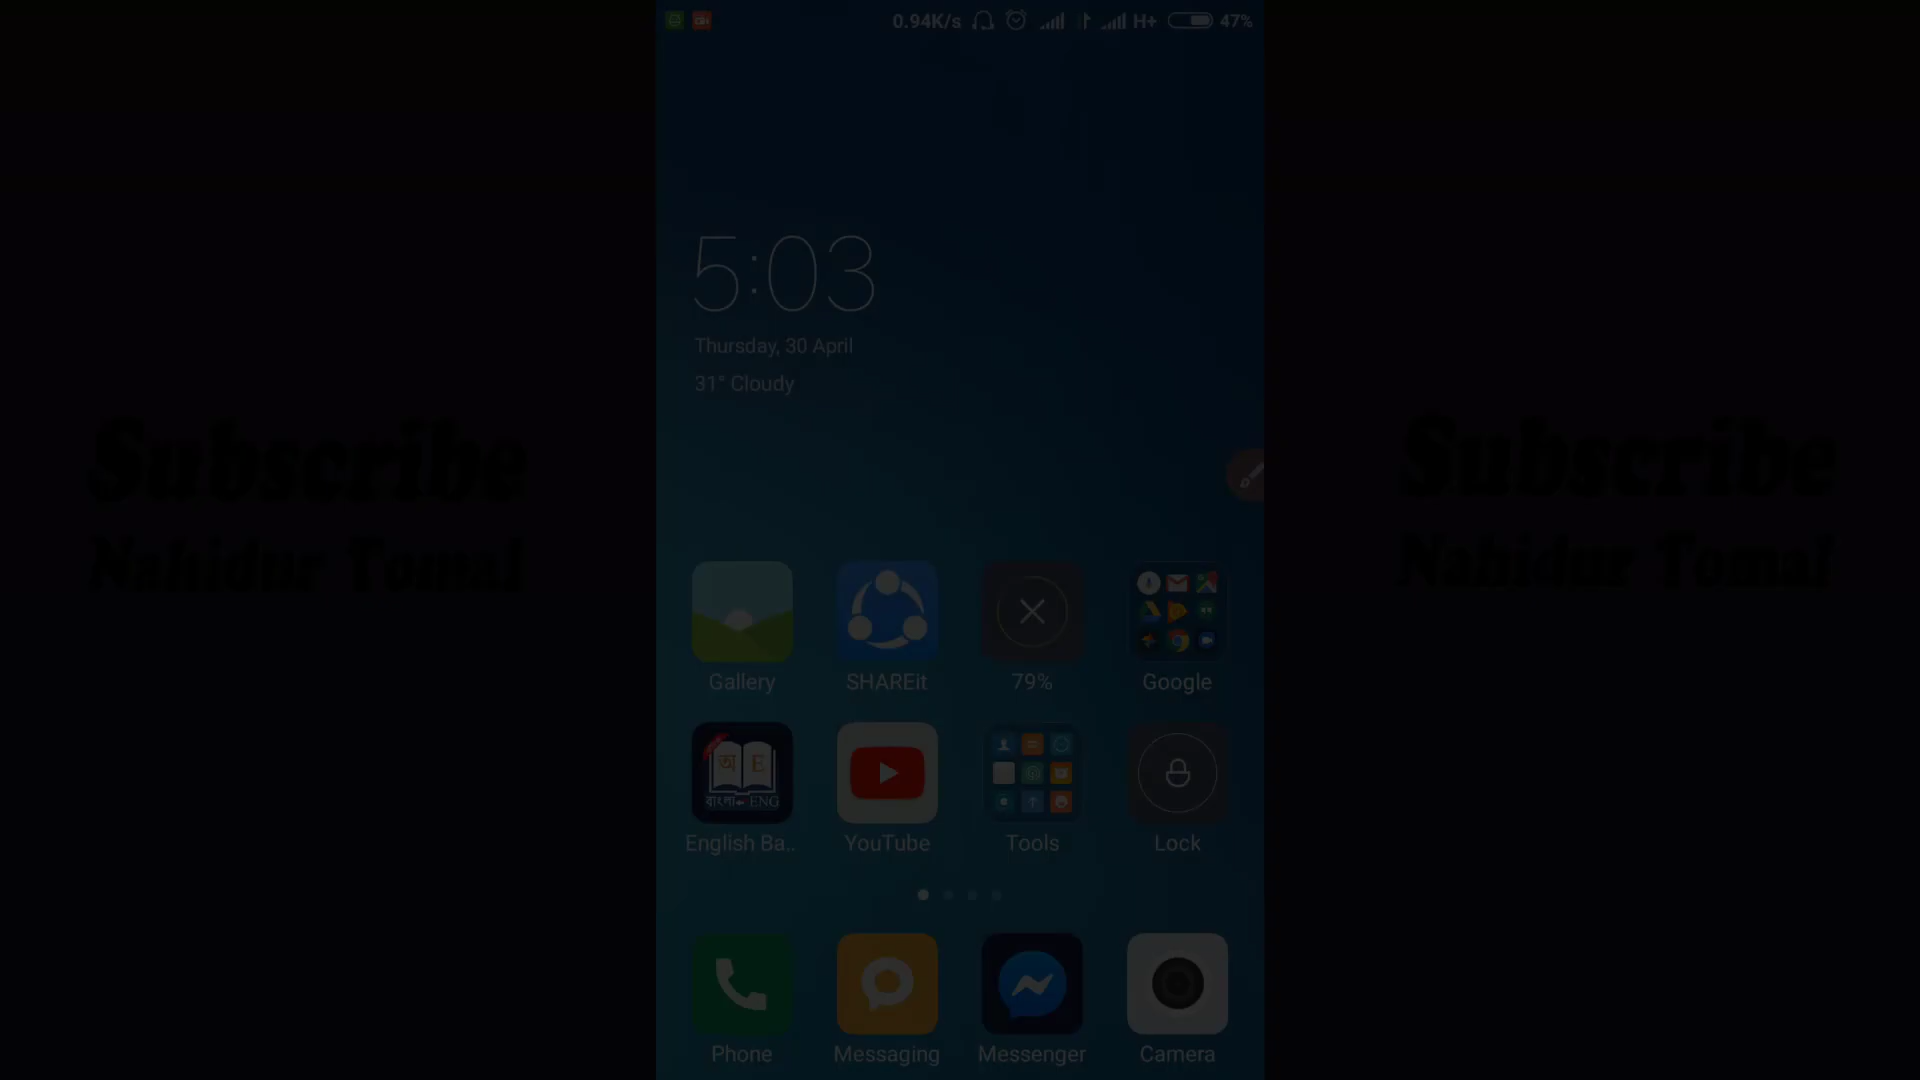 0.94K/s H+ 47%
5:03
Thursday, 30 April
31° Cloudy
Subscribe
Nahidur Tomal
Subscribe
Nahidur Tomal
Gallery SHAREit 79% Google
অ E
বাংলা ENG
English Ba.. YouTube Tools Lock
Phone Messaging Messenger Camera